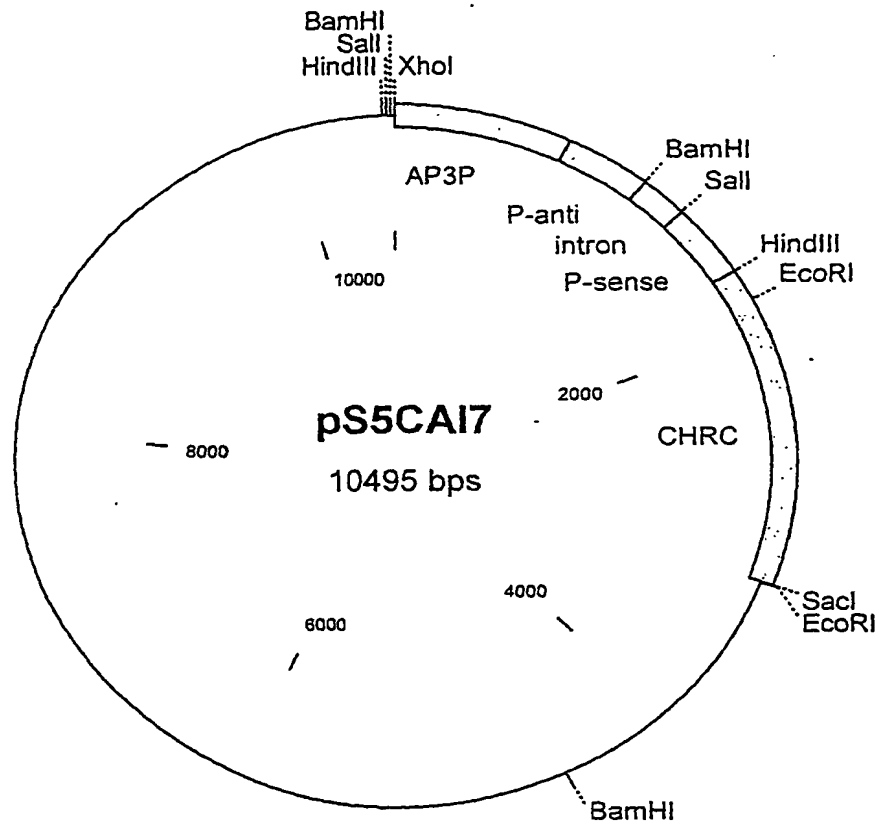 BamHI
SalI
HindIII XhoI
BamHI
SalI
HindIII
EcoRI
AP3P
P-anti
intron
P-sense
10000
2000
pS5CAI7
10495 bps
CHRC
8000
4000
6000
SacI
EcoRI
BamHI